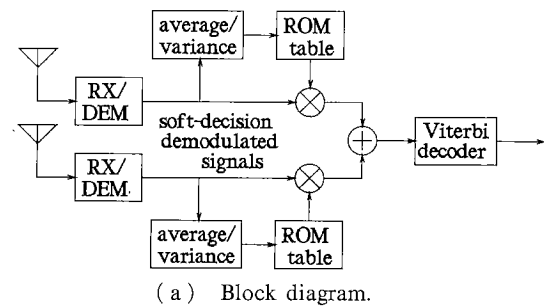 average/
variance
ROM
table
RX/
DEM
soft-decision
demodulated
signals
Viterbi
decoder
RX/
DEM.
average/
variance
ROM
table
(a) Block diagram.